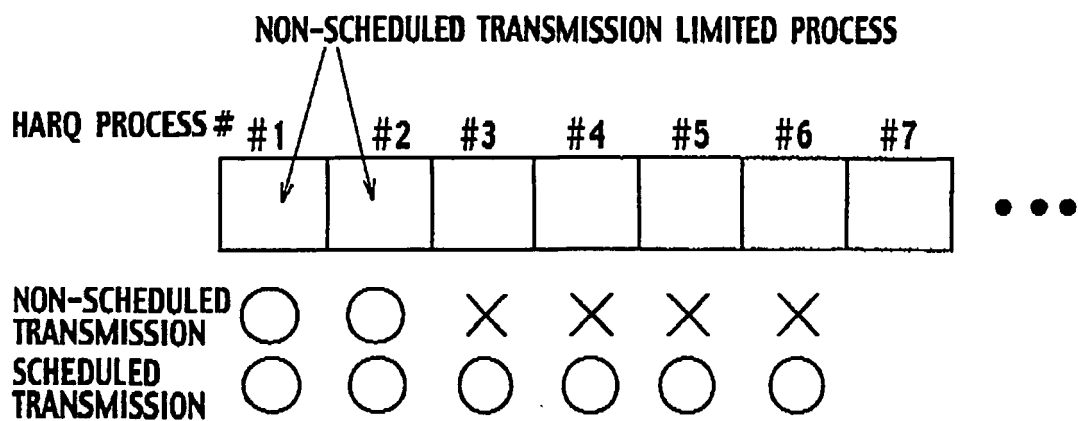 NON-SCHEDULED TRANSMISSION LIMITED PROCESS
HARQ PROCESS # #1 #2 #3 #4 #5 #6 #7
NON-SCHEDULED
TRANSMISSION
SCHEDULED
TRANSMISSION